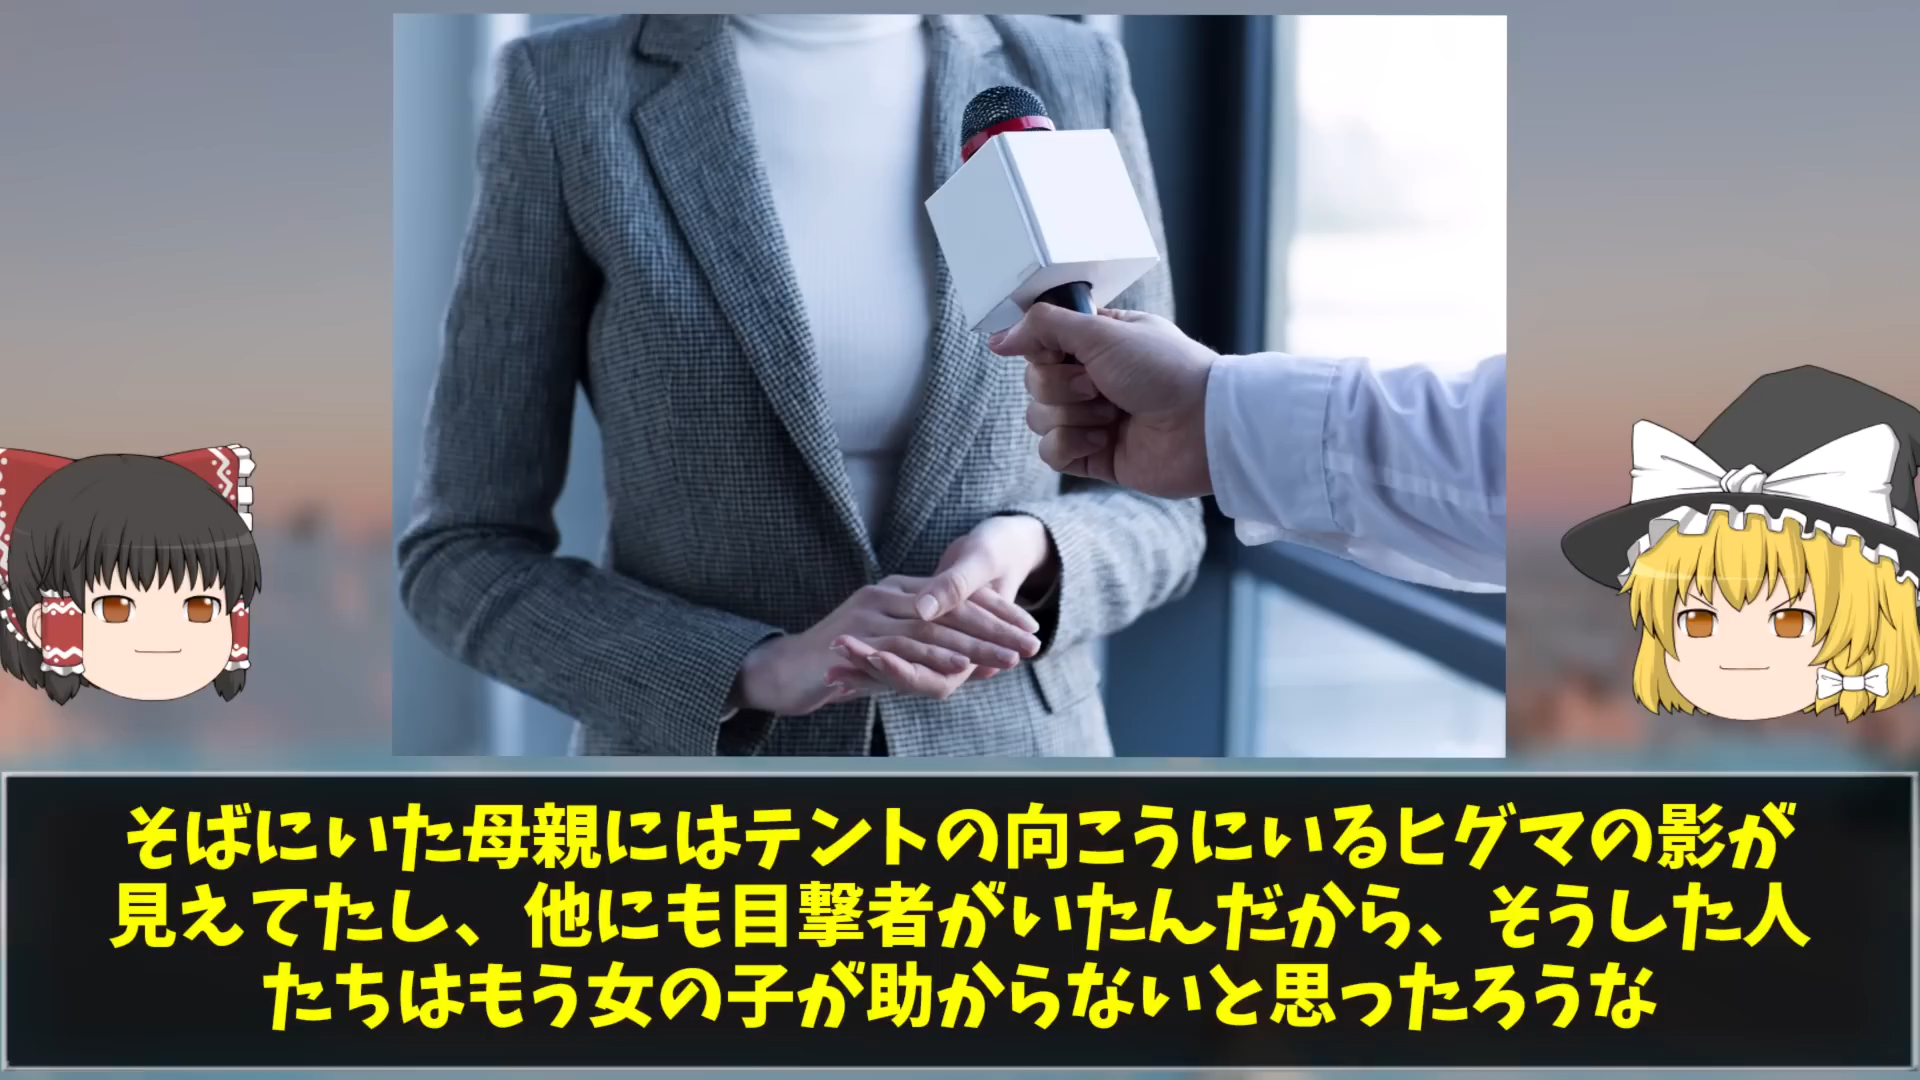 そばにいた母親にはテントの向こうにいるヒグマの影が
見えてたし、他にも目撃者がいたんだから、そうした人
たちはもう女の子が助からないと思ったろうな